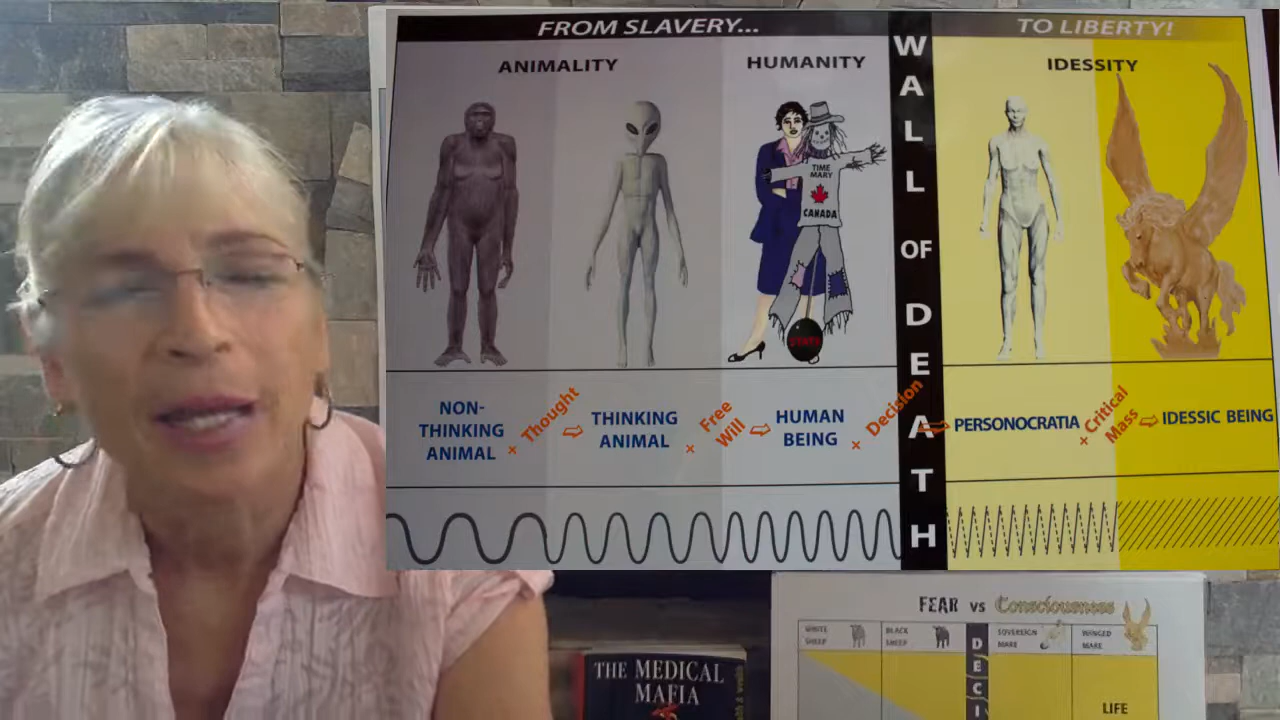 FROM SLAVERY...
TO LIBERTY!
ANIMALITY
HUMANITY
IDESSITY
WALL OF DEATH
TIME
MARY
CANADA
NON-
THINKING
ANIMAL
+ Thought
THINKING
ANIMAL
+ Free
Will
HUMAN
BEING
+ Decision
PERSONOCRATIA
+ Critical
Mass
IDESSIC BEING
FEAR vs Consciousness
WHITE
SHEEP
BLACK
SHEEP
DECI
SOVEREIGN
MARE
WINGED
MARE
LIFE
THE MEDICAL
MAFIA